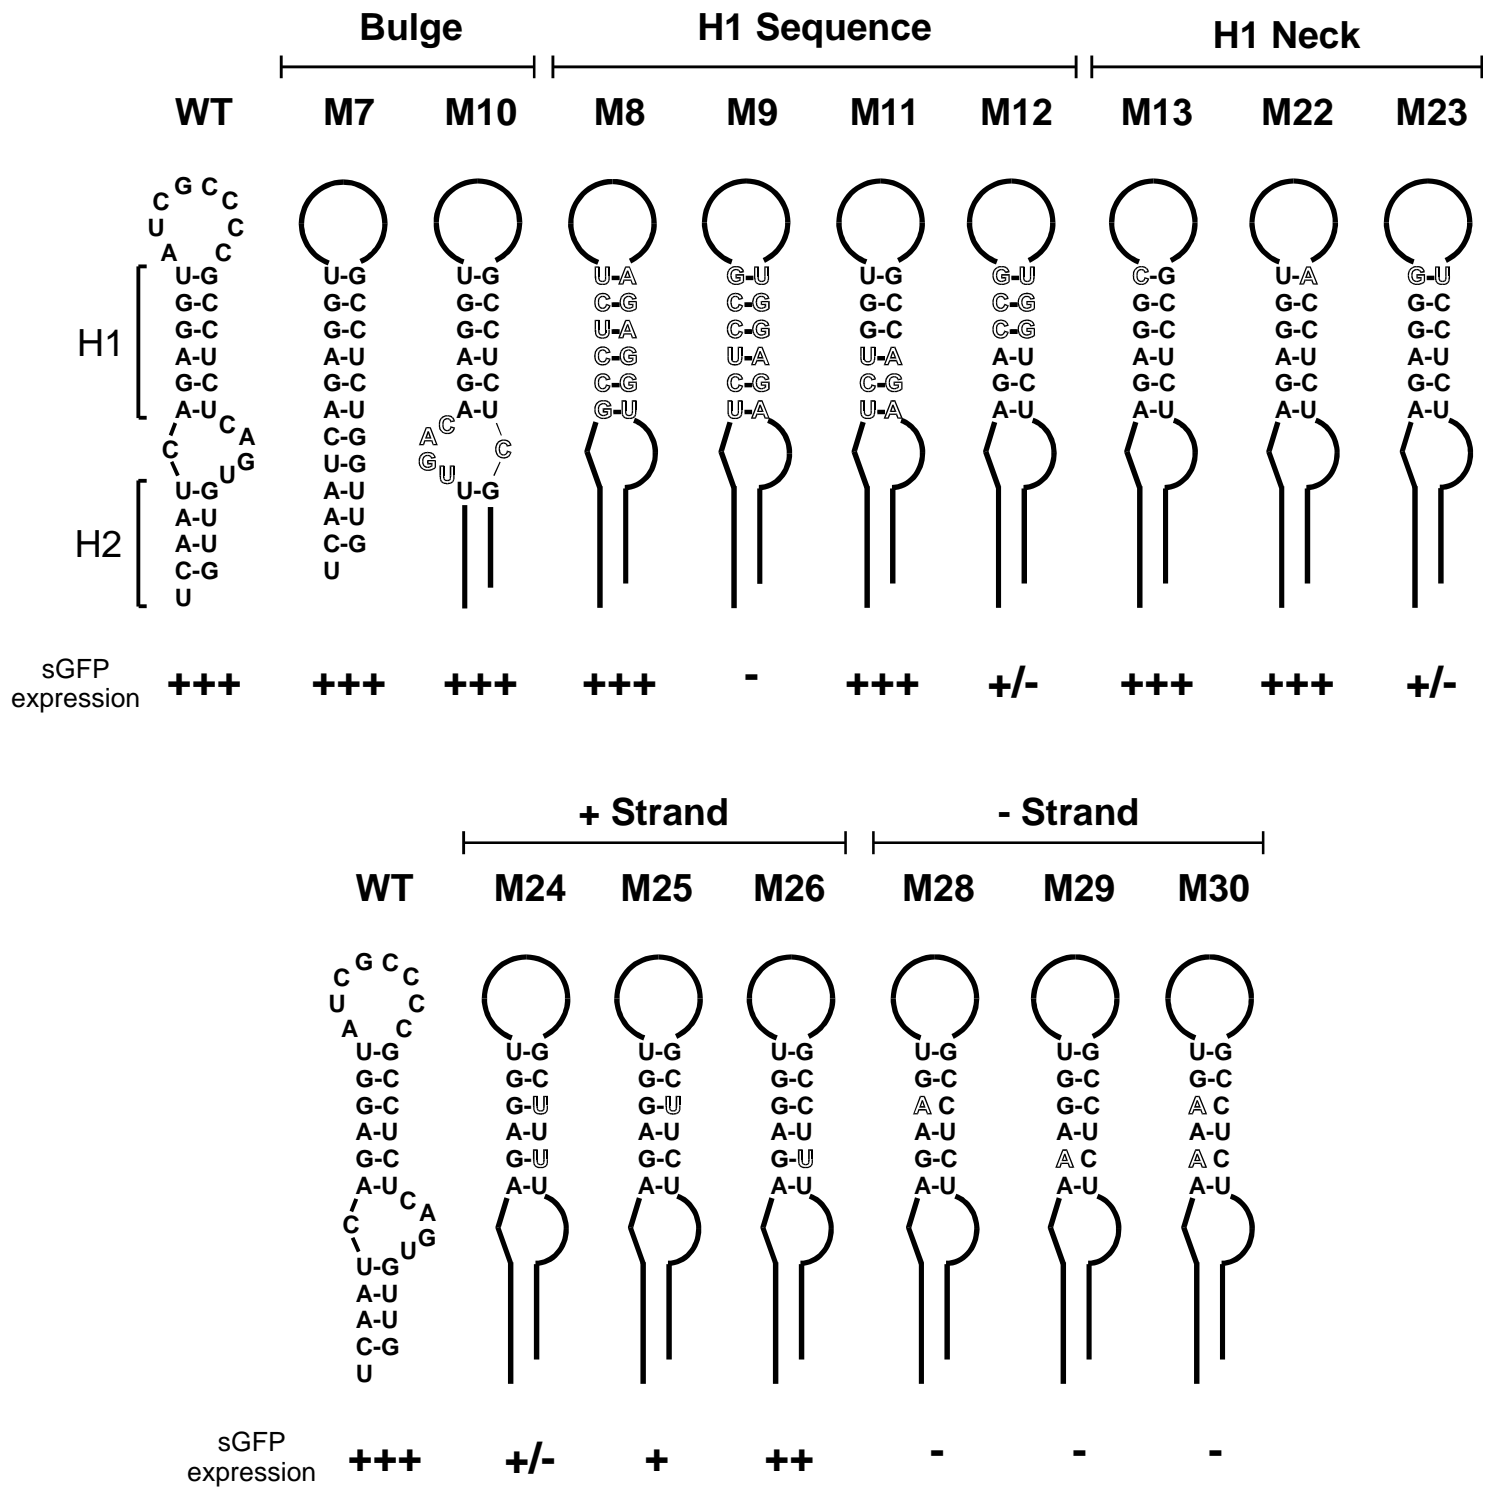 Bulge H1 Sequence H1 Neck
WT M7 M10 M8 M9 M11 M12 M13 M22 M23
G C
C C
U C
A C
U-G U-G U-G U-A G-U U-G G-U C-G U-A G-U
G-C G-C G-C C-G C-G G-C C-G G-C G-C G-C
H1 G-C G-C G-C U-A C-G G-C C-G G-C G-C G-C
A-U A-U A-U C-G U-A U-A A-U A-U A-U A-U
G-C G-C G-C C-G C-G C-G G-C G-C G-C G-C
A-U A-U A-U G-U U-A U-A A-U A-U A-U A-U
C C-G C
A A
C U-G C
G G
U U
U-G A-U U-G
A-U A-U
H2 A-U C-G
C-G U
U
sGFP
expression +++ +++ +++ +++ - +++ +/- +++ +++ +/-
+ Strand - Strand
WT M24 M25 M26 M28 M29 M30
G C
C C
U C
A C
U-G U-G U-G U-G U-G U-G U-G
G-C G-C G-C G-C G-C G-C G-C
G-C G-U G-U G-C A C G-C A C
A-U A-U A-U A-U A-U A-U A-U
G-C G-U G-C G-U G-C A C A C
A-U A-U A-U A-U A-U A-U A-U
C
A
C
G
U
U-G
A-U
A-U
C-G
U
sGFP
expression +++ +/- + ++ - - -